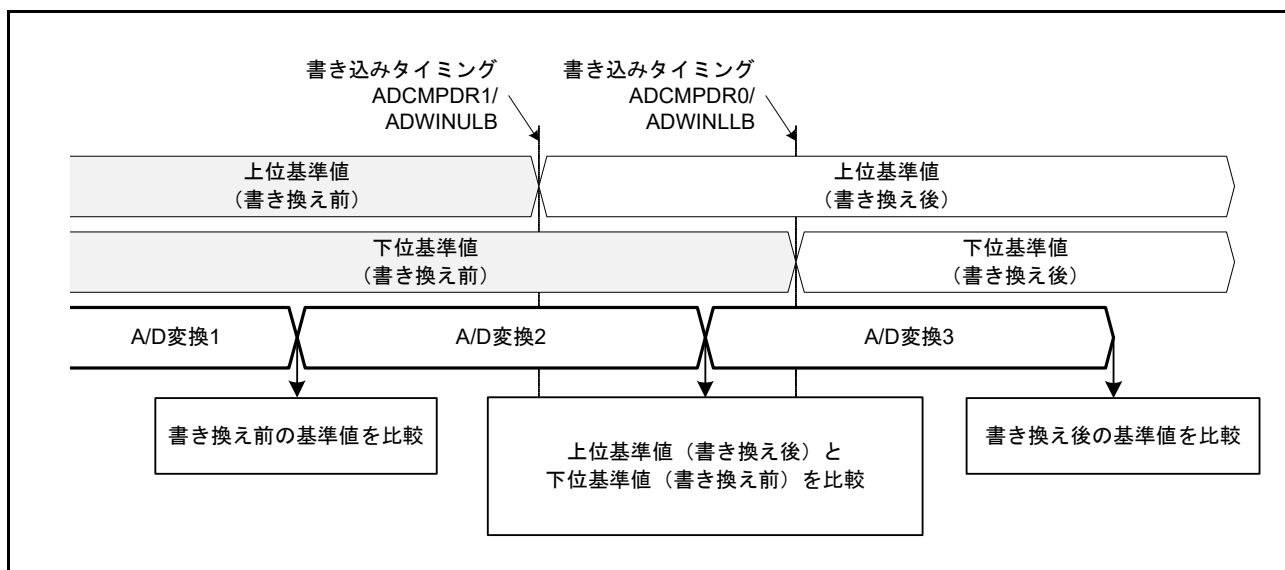 書き込みタイミング
ADCMPDR1/
ADWINULB
書き込みタイミング
ADCMPDR0/
ADWINLLB
上位基準値
（書き換え前）
上位基準値
（書き換え後）
下位基準値
（書き換え前）
下位基準値
（書き換え後）
A/D変換1
A/D変換2
A/D変換3
書き換え前の基準値を比較
上位基準値（書き換え後）と
下位基準値（書き換え前）を比較
書き換え後の基準値を比較